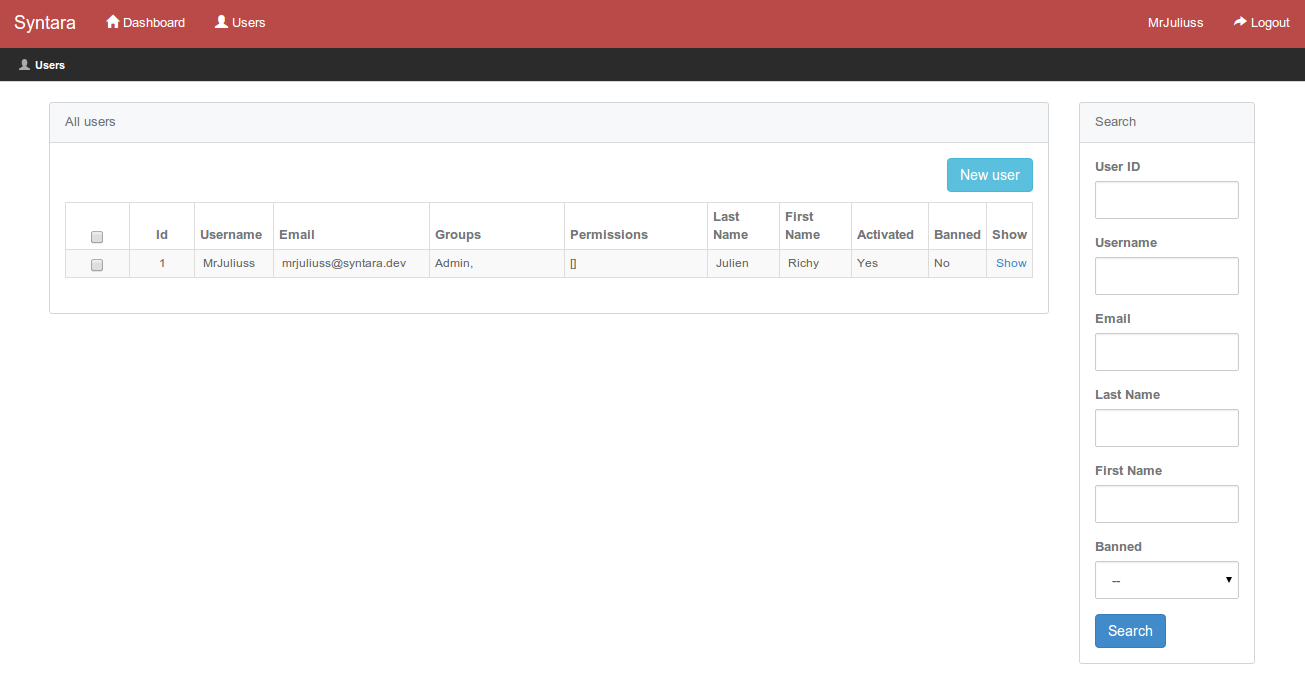 Syntara Dashboard Users MrJuliuss Logout
Users
All users
New user
Id Username Email Groups Permissions Last Name First Name Activated Banned Show
1 MrJuliuss mrjuliuss@syntara.dev Admin, [] Julien Richy Yes No Show
Search
User ID
Username
Email
Last Name
First Name
Banned
--
Search